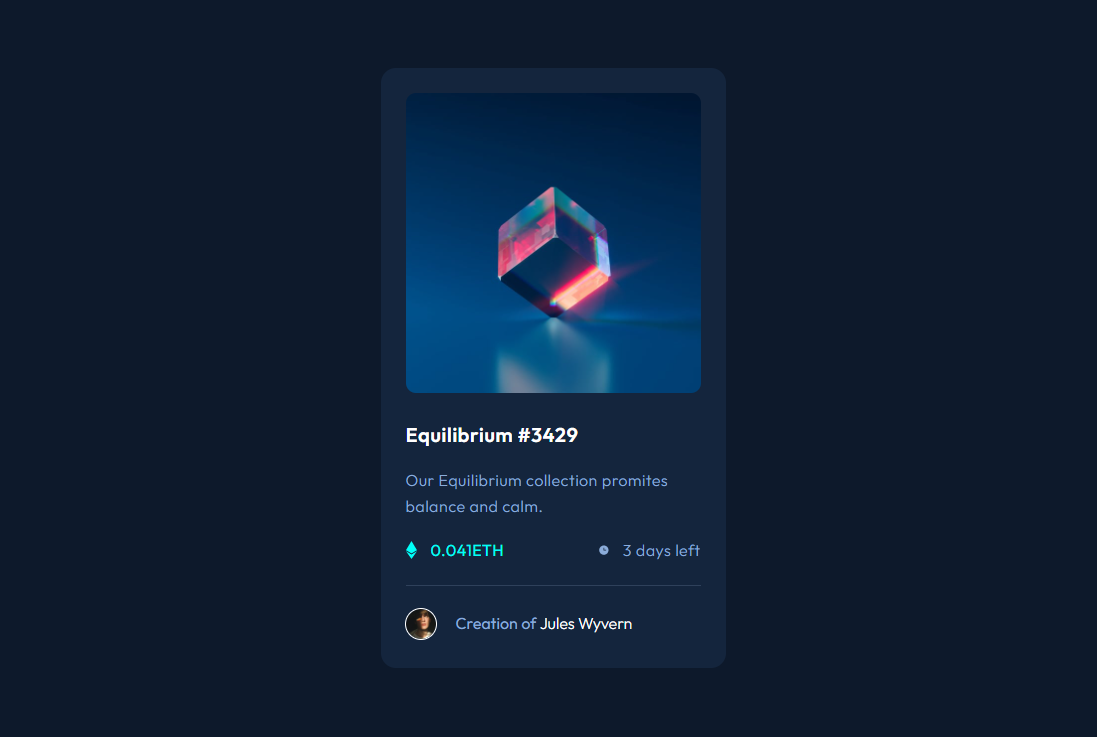 Equilibrium #3429
Our Equilibrium collection promites
balance and calm.
0.041ETH
3 days left
Creation of Jules Wyvern